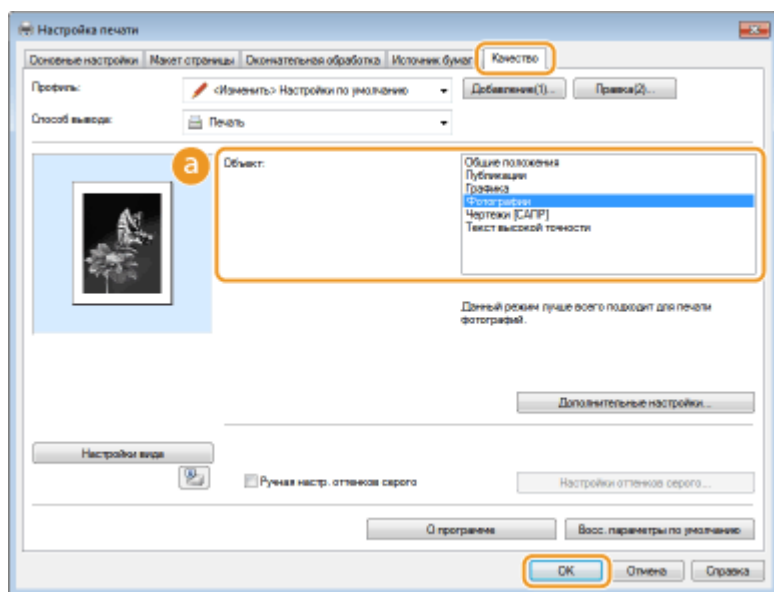 Настройка печати
Основные настройки Макет страницы Окончательная обработка Источник бумаг Качество
Профиль: <Изменить> Настройки по умолчанию Добавление(1)... Правка(2)...
Способ вывода: Печать
a Объект: Общие положения
Публикации
Графика
Фотографии
Чертежи [САПР]
Текст высокой точности
Данный режим лучше всего подходит для печати
фотографий.
Дополнительные настройки...
Настройки вида
Ручная настр. оттенков серого Настройки оттенков серого...
О программе Восс. параметры по умолчанию
OK Отмена Справка